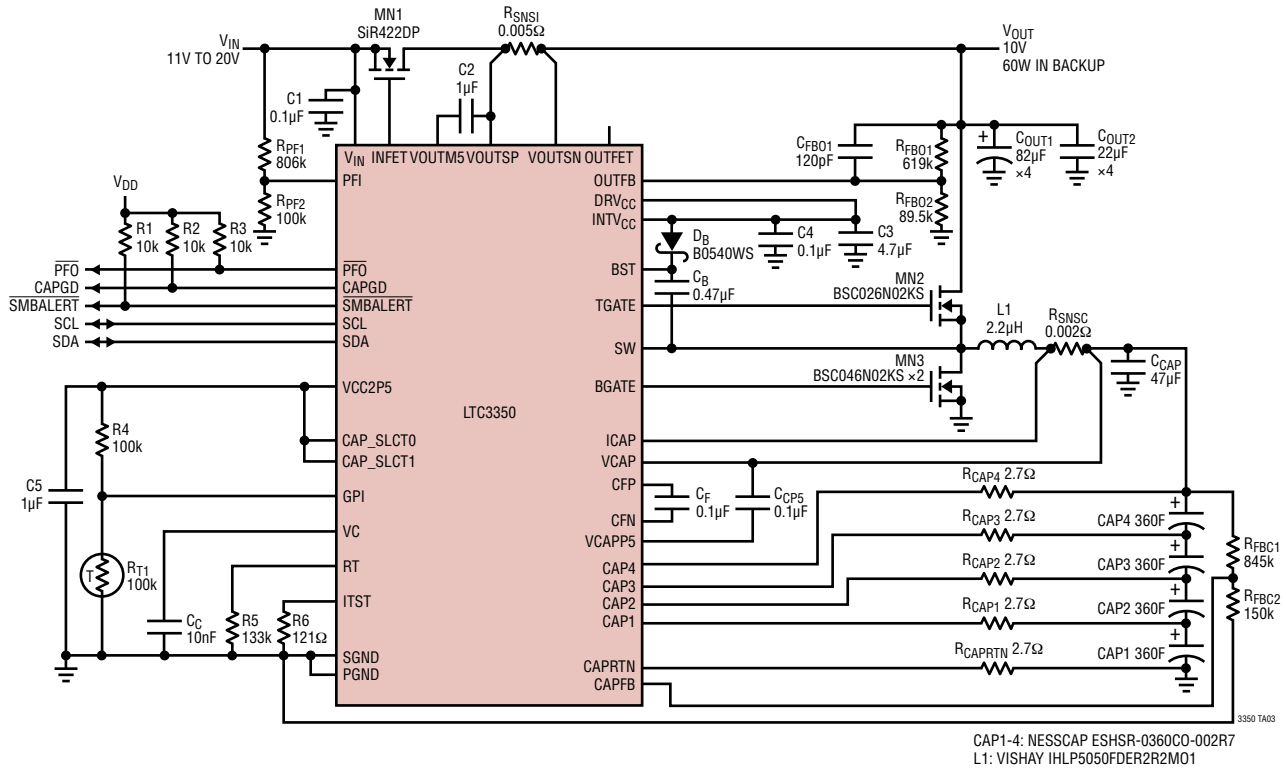 MN1
SiR422DP
RSNSI
0.005Ω
VIN
11V TO 20V
VOUT
10V
60W IN BACKUP
C2
1µF
C1
0.1µF
RPF1
806k
RPF2
100k
CFBO1
120pF
RFBO1
619k
COUT1
82µF
×4
COUT2
22µF
×4
RFBO2
89.5k
VIN
INFET
VOUTM5
VOUTSP
VOUTSN
OUTFET
PFI
OUTFB
DRVCC
INTVCC
VDD
R1
10k
R2
10k
R3
10k
DB
B0540WS
C4
0.1µF
C3
4.7µF
PFO
PFO
BST
CB
0.47µF
CAPGD
CAPGD
SMBALERT
SMBALERT
TGATE
MN2
BSC026N02KS
SCL
SCL
SDA
SDA
SW
L1
2.2µH
RSNSC
0.002Ω
CCAP
47µF
MN3
BSC046N02KS ×2
VCC2P5
BGATE
LTC3350
R4
100k
CAP_SLCT0
CAP_SLCT1
ICAP
VCAP
C5
1µF
GPI
CFP
CF
0.1µF
CCP5
0.1µF
CFN
VCAPP5
VC
RCAP4 2.7Ω
RCAP3 2.7Ω
RCAP2 2.7Ω
RCAP1 2.7Ω
RCAPRTN 2.7Ω
+
CAP4 360F
+
CAP3 360F
+
CAP2 360F
+
CAP1 360F
RFBC1
845k
RFBC2
150k
T
RT1
100k
RT
ITST
CC
10nF
R5
133k
R6
121Ω
CAP4
CAP3
CAP2
CAP1
SGND
PGND
CAPRTN
CAPFB
+
3350 TA03
CAP1-4: NESSCAP ESHSR-0360CO-002R7
L1: VISHAY IHLP5050FDER2R2MO1